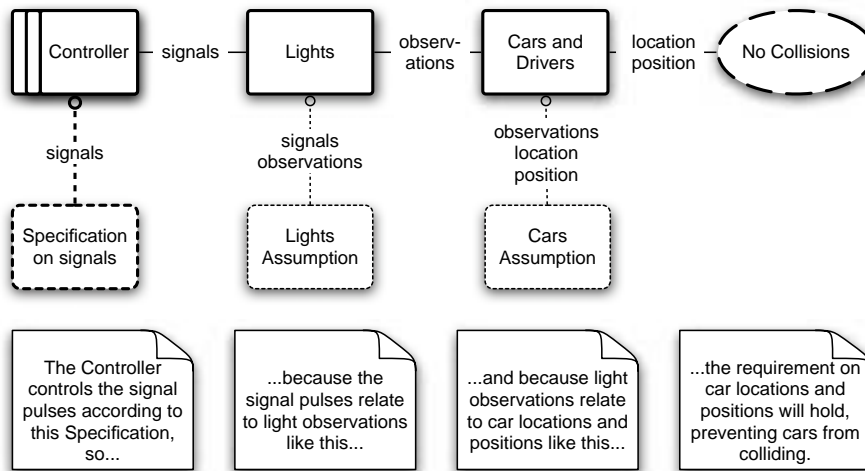 Controller
signals
Lights
observ-
ations
Cars and
Drivers
location
position
No Collisions
signals
signals
observations
observations
location
position
Specification
on signals
Lights
Assumption
Cars
Assumption
The Controller
controls the signal
pulses according to
this Specification,
so...
...because the
signal pulses relate
to light observations
like this...
...and because light
observations relate
to car locations and
positions like this...
...the requirement on
car locations and
positions will hold,
preventing cars from
colliding.